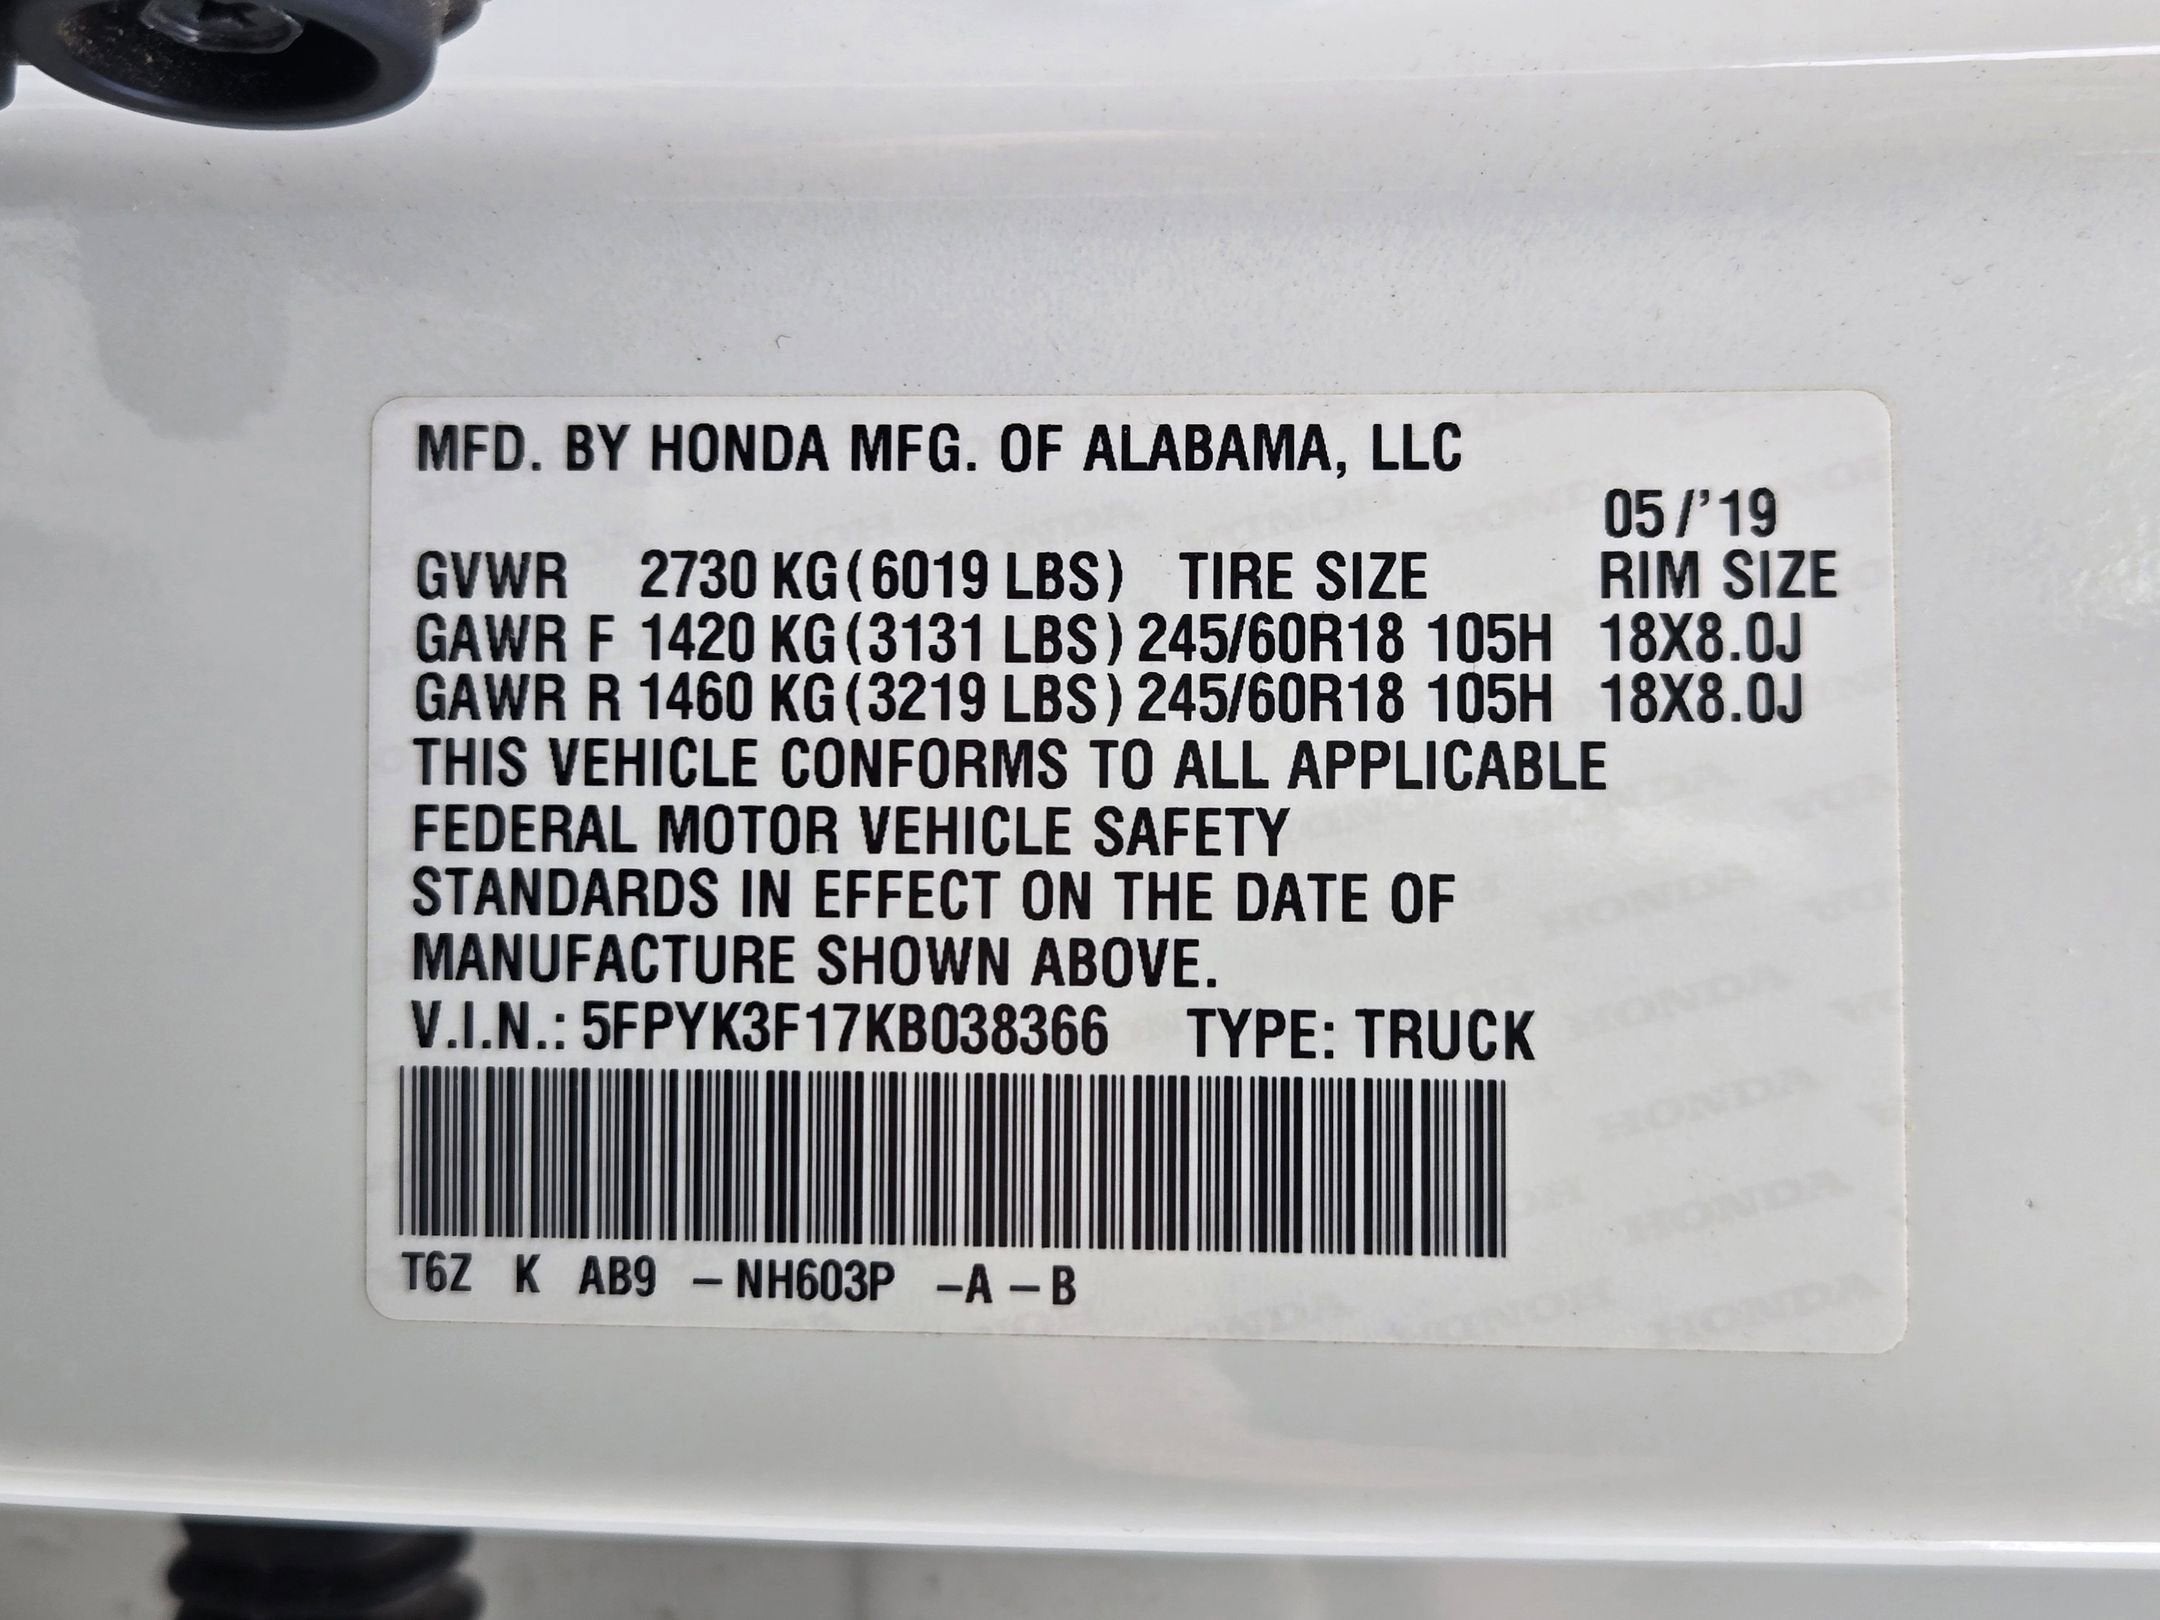 MFD. BY HONDA MFG. OF ALABAMA, LLC
05/'19
GVWR 2730 KG(6019 LBS) TIRE SIZE RIM SIZE
GAWR F 1420 KG(3131 LBS) 245/60R18 105H 18X8.0J
GAWR R 1460 KG(3219 LBS) 245/60R18 105H 18X8.0J
THIS VEHICLE CONFORMS TO ALL APPLICABLE
FEDERAL MOTOR VEHICLE SAFETY
STANDARDS IN EFFECT ON THE DATE OF
MANUFACTURE SHOWN ABOVE.
V.I.N.: 5FPYK3F17KB038366 TYPE: TRUCK
T6Z K AB9 – NH603P –A – B